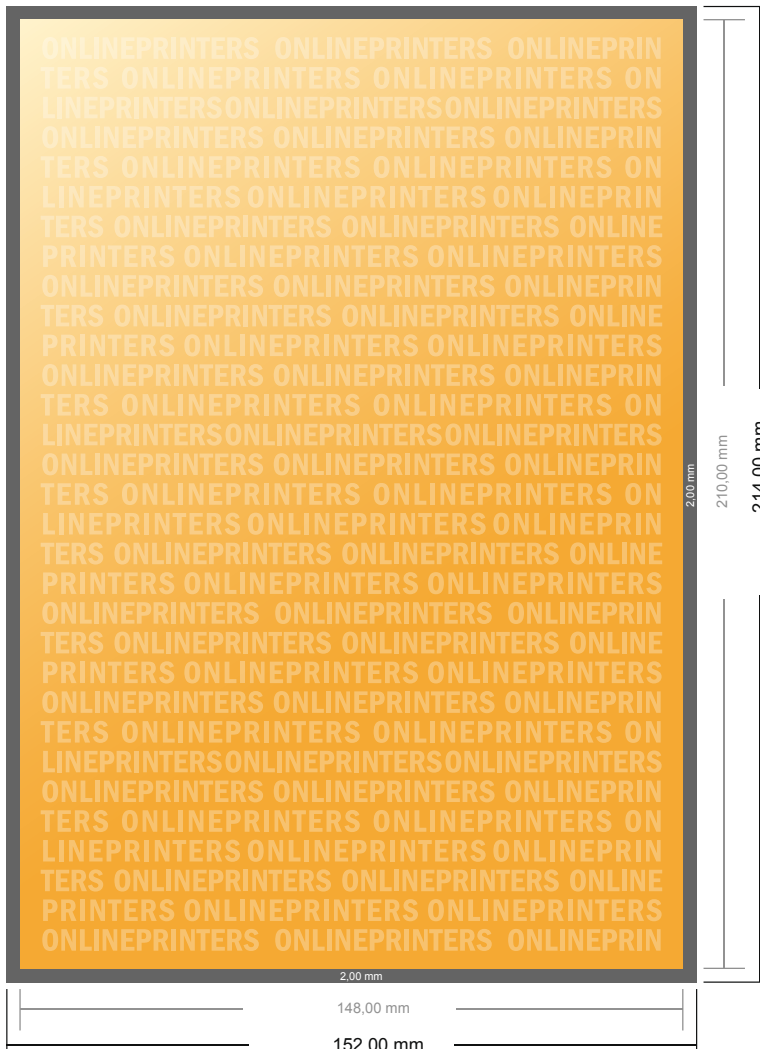 ONLINEPRINTERS ONLINEPRINTERS ONLINEPRIN
TERS ONLINEPRINTERS ONLINEPRINTERS ON
LINEPRINTERSONLINEPRINTERSONLINEPRINTERS
ONLINEPRINTERS ONLINEPRINTERS ONLINEPRIN
TERS ONLINEPRINTERS ONLINEPRINTERS ON
LINEPRINTERS ONLINEPRINTERS ONLINEPRIN
TERS ONLINEPRINTERS ONLINEPRINTERS ONLINE
PRINTERS ONLINEPRINTERS ONLINEPRINTERS
ONLINEPRINTERS ONLINEPRINTERS ONLINEPRIN
TERS ONLINEPRINTERS ONLINEPRINTERS ONLINE
PRINTERS ONLINEPRINTERS ONLINEPRINTERS
ONLINEPRINTERS ONLINEPRINTERS ONLINEPRIN
TERS ONLINEPRINTERS ONLINEPRINTERS ON
LINEPRINTERSONLINEPRINTERSONLINEPRINTERS
ONLINEPRINTERS ONLINEPRINTERS ONLINEPRIN
TERS ONLINEPRINTERS ONLINEPRINTERS ON
LINEPRINTERS ONLINEPRINTERS ONLINEPRIN
TERS ONLINEPRINTERS ONLINEPRINTERS ONLINE
PRINTERS ONLINEPRINTERS ONLINEPRINTERS
ONLINEPRINTERS ONLINEPRINTERS ONLINEPRIN
TERS ONLINEPRINTERS ONLINEPRINTERS ONLINE
PRINTERS ONLINEPRINTERS ONLINEPRINTERS
ONLINEPRINTERS ONLINEPRINTERS ONLINEPRIN
TERS ONLINEPRINTERS ONLINEPRINTERS ON
LINEPRINTERSONLINEPRINTERSONLINEPRINTERS
ONLINEPRINTERS ONLINEPRINTERS ONLINEPRIN
TERS ONLINEPRINTERS ONLINEPRINTERS ON
LINEPRINTERS ONLINEPRINTERS ONLINEPRIN
TERS ONLINEPRINTERS ONLINEPRINTERS ONLINE
PRINTERS ONLINEPRINTERS ONLINEPRINTERS
ONLINEPRINTERS ONLINEPRINTERS ONLINEPRIN
2,00 mm
210,00 mm
214,00 mm
2,00 mm
148,00 mm
152,00 mm